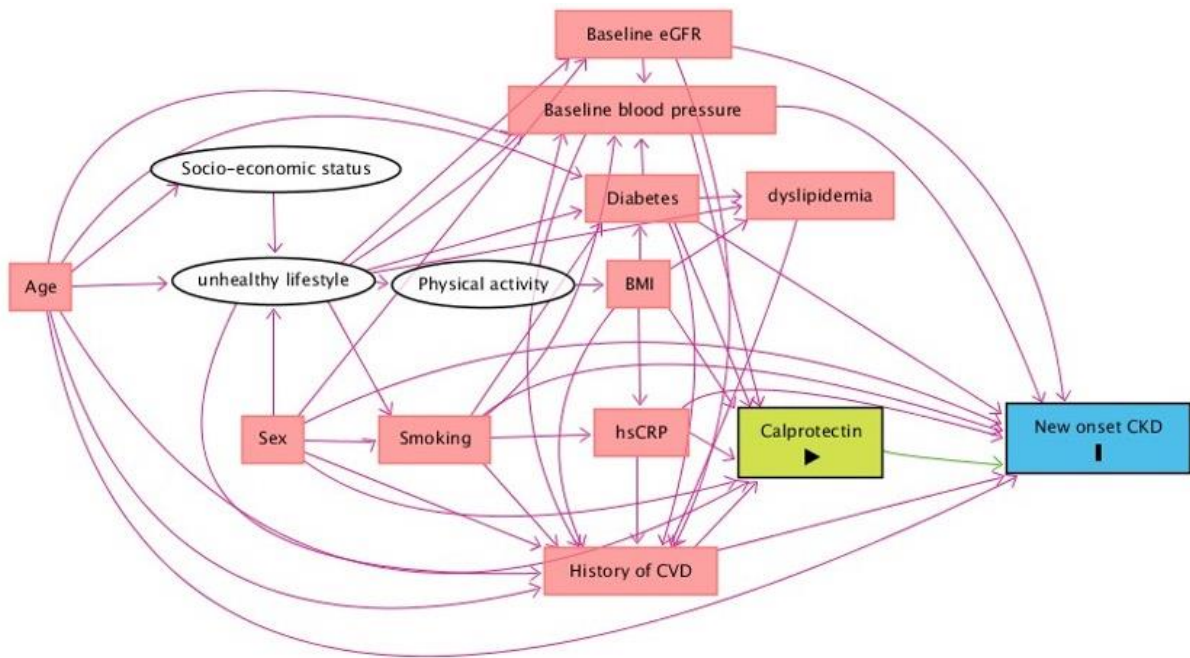 Baseline eGFR
Baseline blood pressure
Socio-economic status
Diabetes
dyslipidemia
Age
unhealthy lifestyle
Physical activity
BMI
Sex
Smoking
hsCRP
Calprotectin
New onset CKD
History of CVD